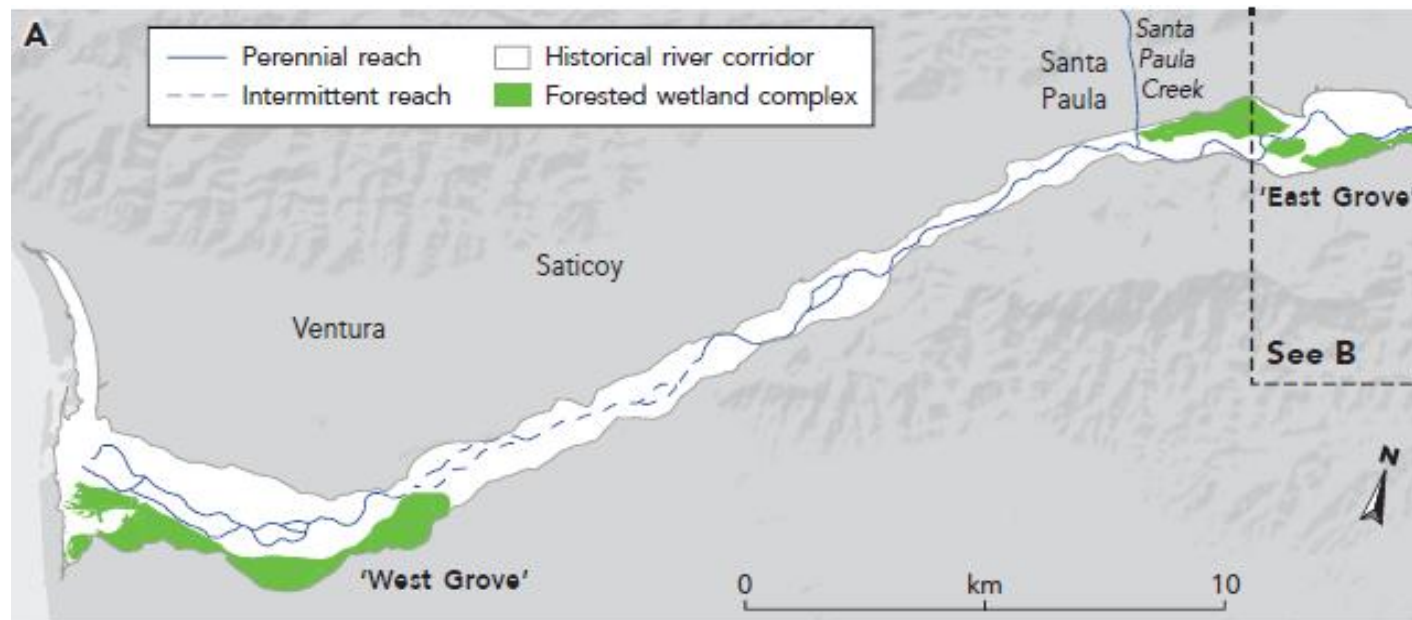 A
Perennial reach
Intermittent reach
Historical river corridor
Forested wetland complex
Santa
Paula
Santa
Paula
Creek
'East Grove'
Saticoy
Ventura
See B
N
'West Grove'
0 km 10